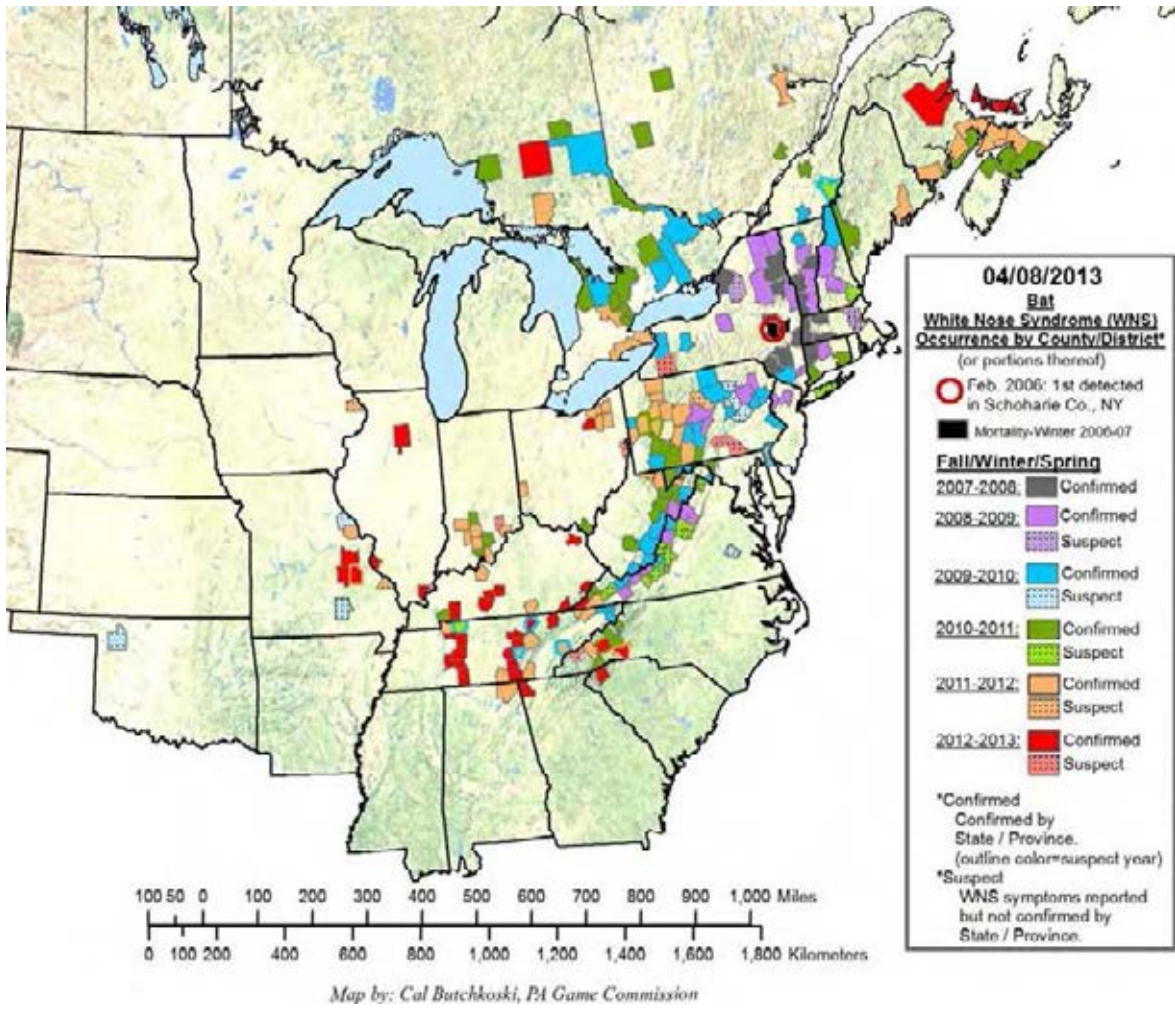 04/08/2013
Bat
White Nose Syndrome (WNS)
Occurrence by County/District*
(or portions thereof)
Feb. 2006: 1st detected
in Schoharie Co., NY
Mortality-Winter 2006-07
Fall/Winter/Spring
2007-2008: Confirmed
2008-2009: Confirmed
Suspect
2009-2010: Confirmed
Suspect
2010-2011: Confirmed
Suspect
2011-2012: Confirmed
Suspect
2012-2013: Confirmed
Suspect
*Confirmed
Confirmed by
State / Province.
(outline color=suspect year)
*Suspect
WNS symptoms reported
but not confirmed by
State / Province.
100 50 0 100 200 300 400 500 600 700 800 900 1,000 Miles
0 100 200 400 600 800 1,000 1,200 1,400 1,600 1,800 Kilometers
Map by: Cal Butchkoski, PA Game Commission